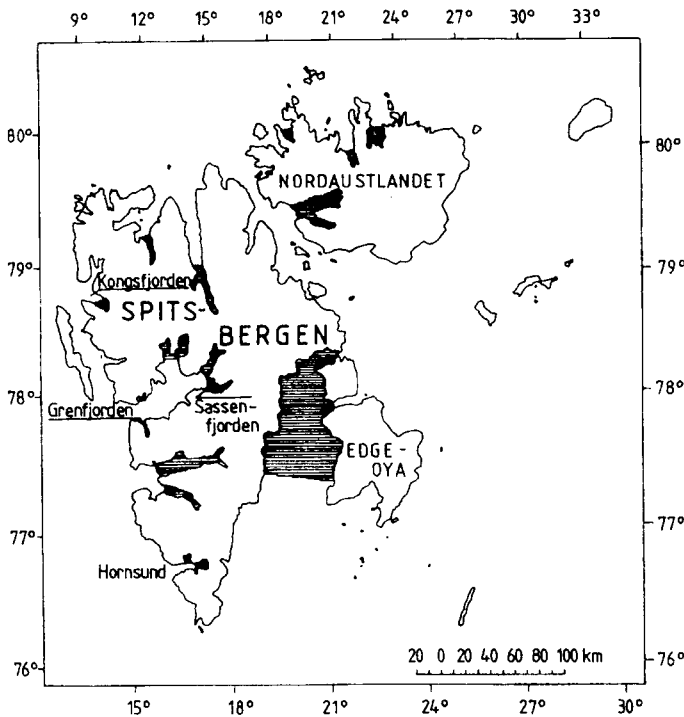 9° 12° 15° 18° 21° 24° 27° 30° 33°
80° 80°
NORDAUSTLANDET
79° 79°
Kongsfjorden
SPITS-
BERGEN
78° 78°
Grenfjorden
Sassen-
fjorden
EDGE-
OYA
77° 77°
Hornsund
20 0 20 40 60 80 100 km
76° 76°
15° 18° 21° 24° 27° 30°